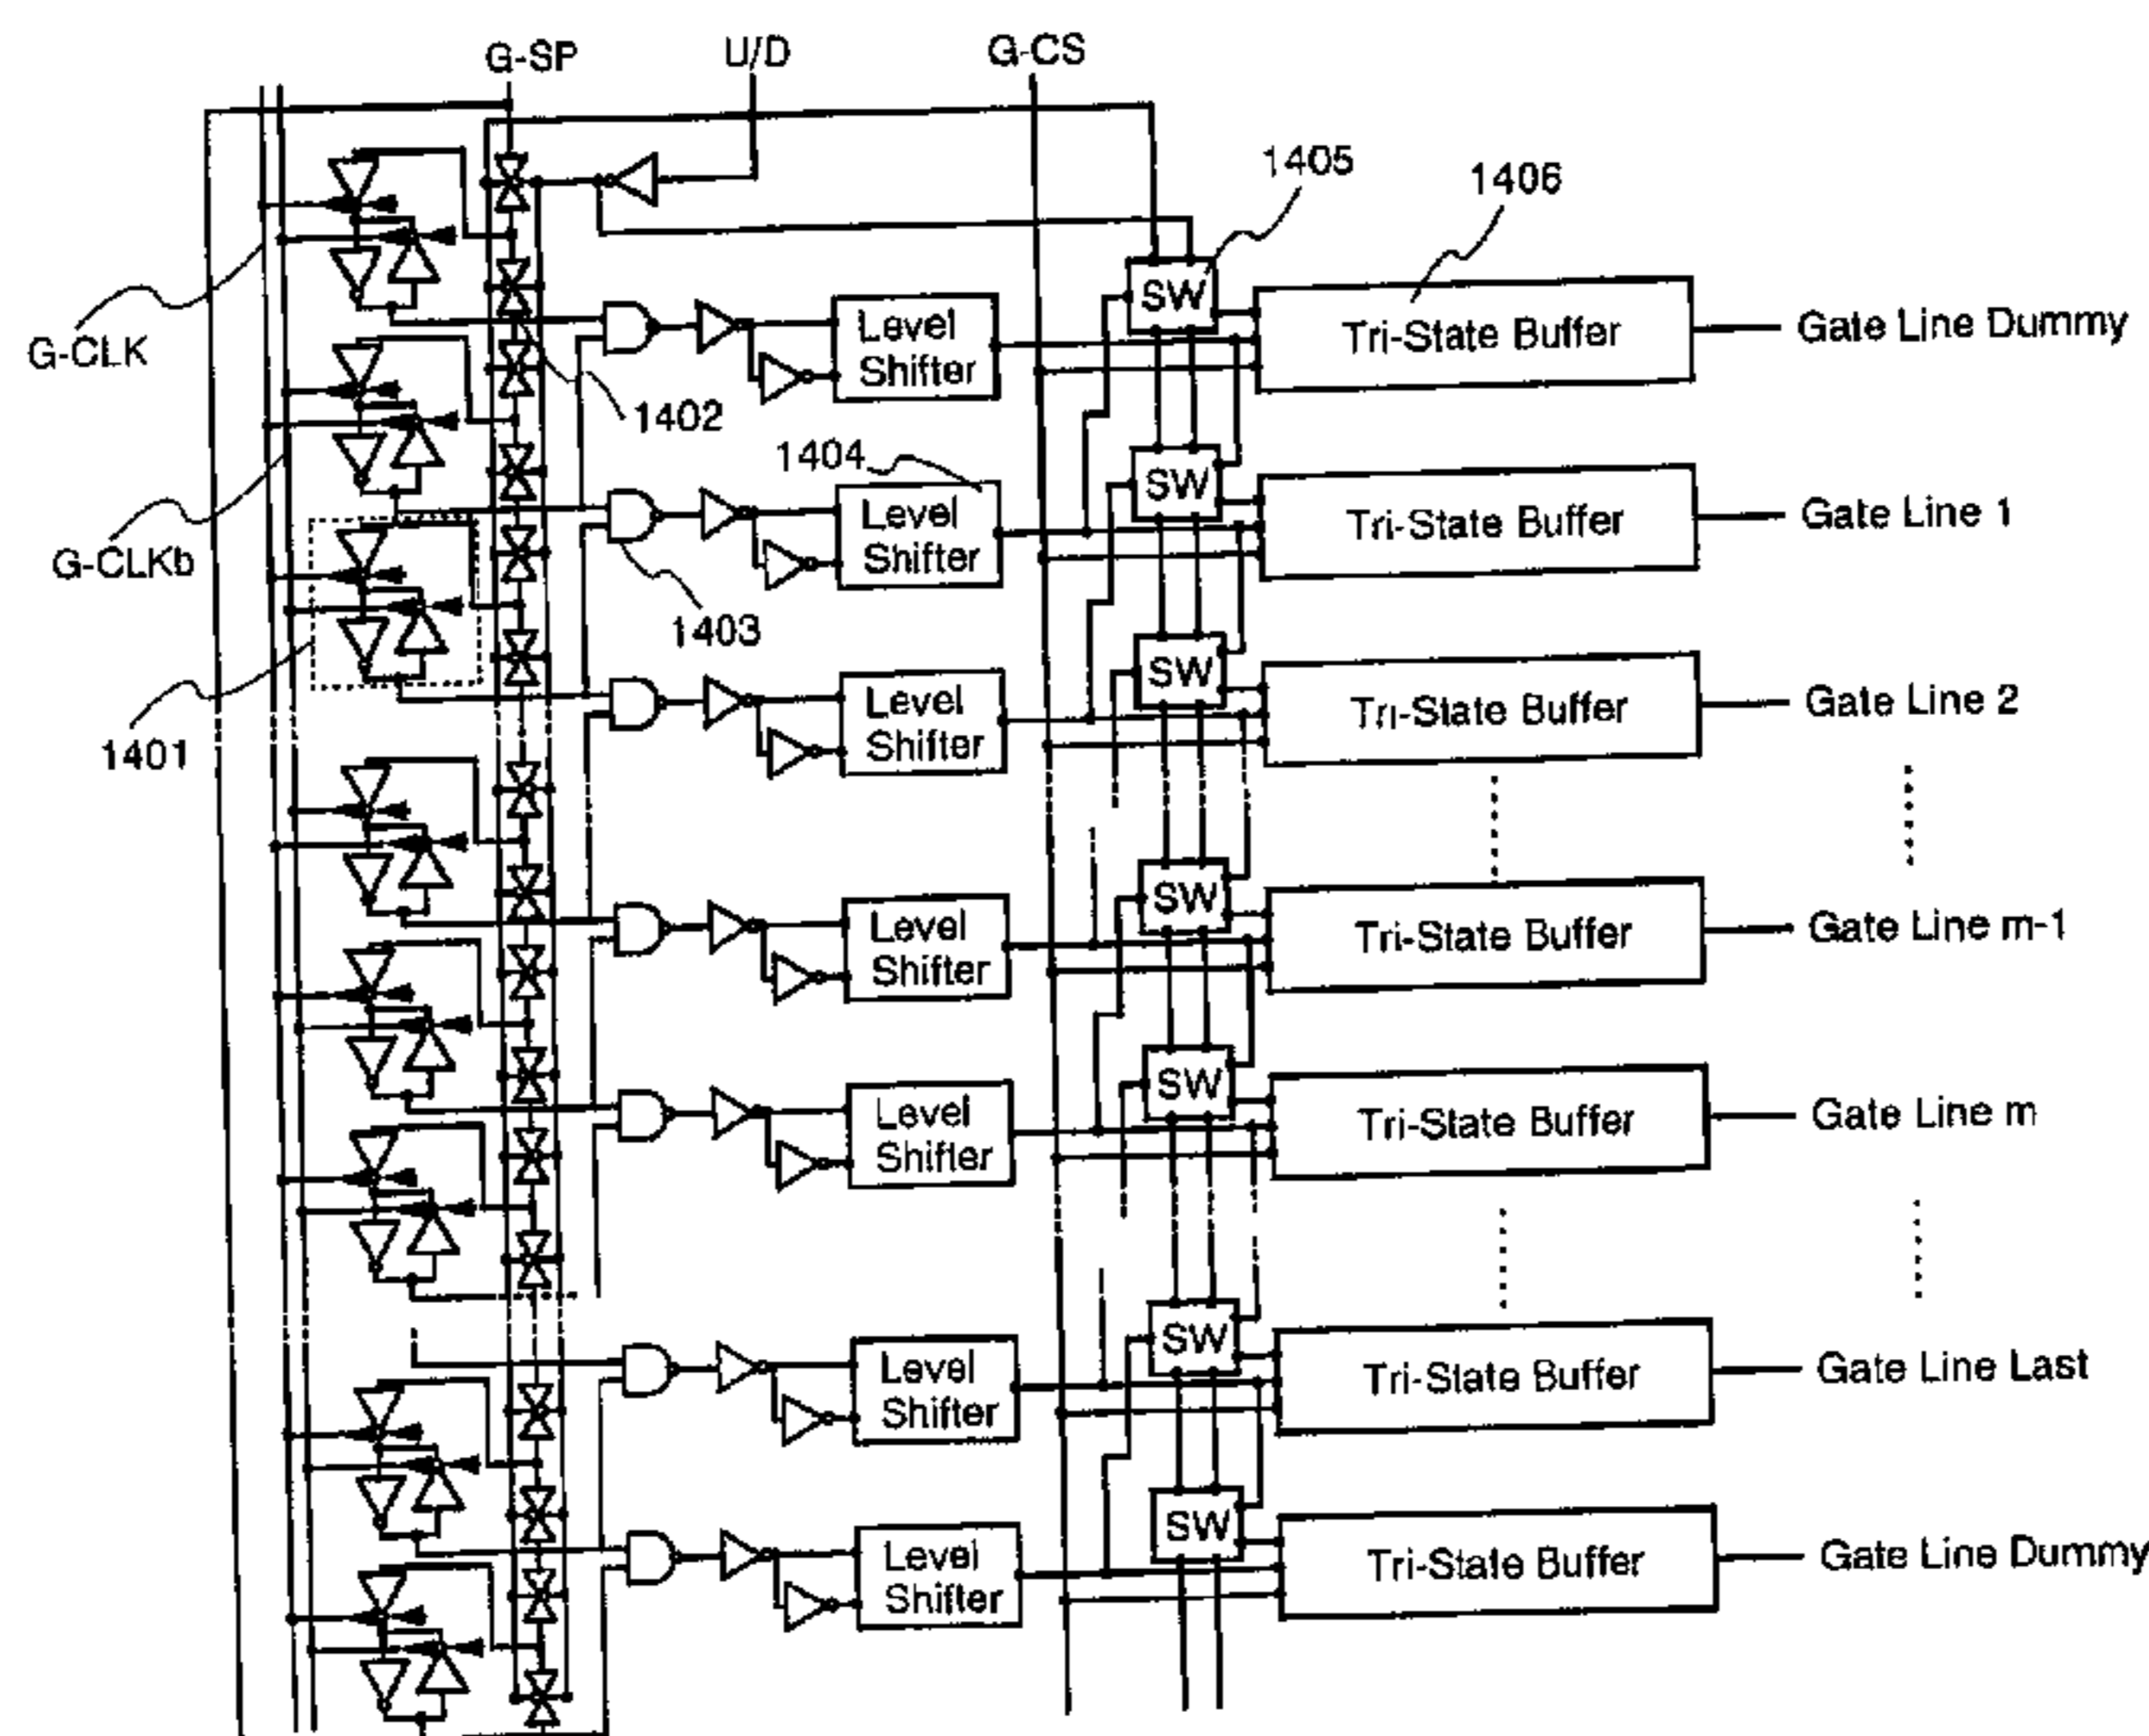 G-SP
U/D
G-CS
1405
1406
SW
Level
Shifter
Tri-State Buffer
Gate Line Dummy
G-CLK
1402
1404
SW
Level
Shifter
Tri-State Buffer
Gate Line 1
G-CLKb
1403
SW
Level
Shifter
Tri-State Buffer
Gate Line 2
1401
SW
Level
Shifter
Tri-State Buffer
Gate Line m-1
SW
Level
Shifter
Tri-State Buffer
Gate Line m
SW
Level
Shifter
Tri-State Buffer
Gate Line Last
SW
Level
Shifter
Tri-State Buffer
Gate Line Dummy